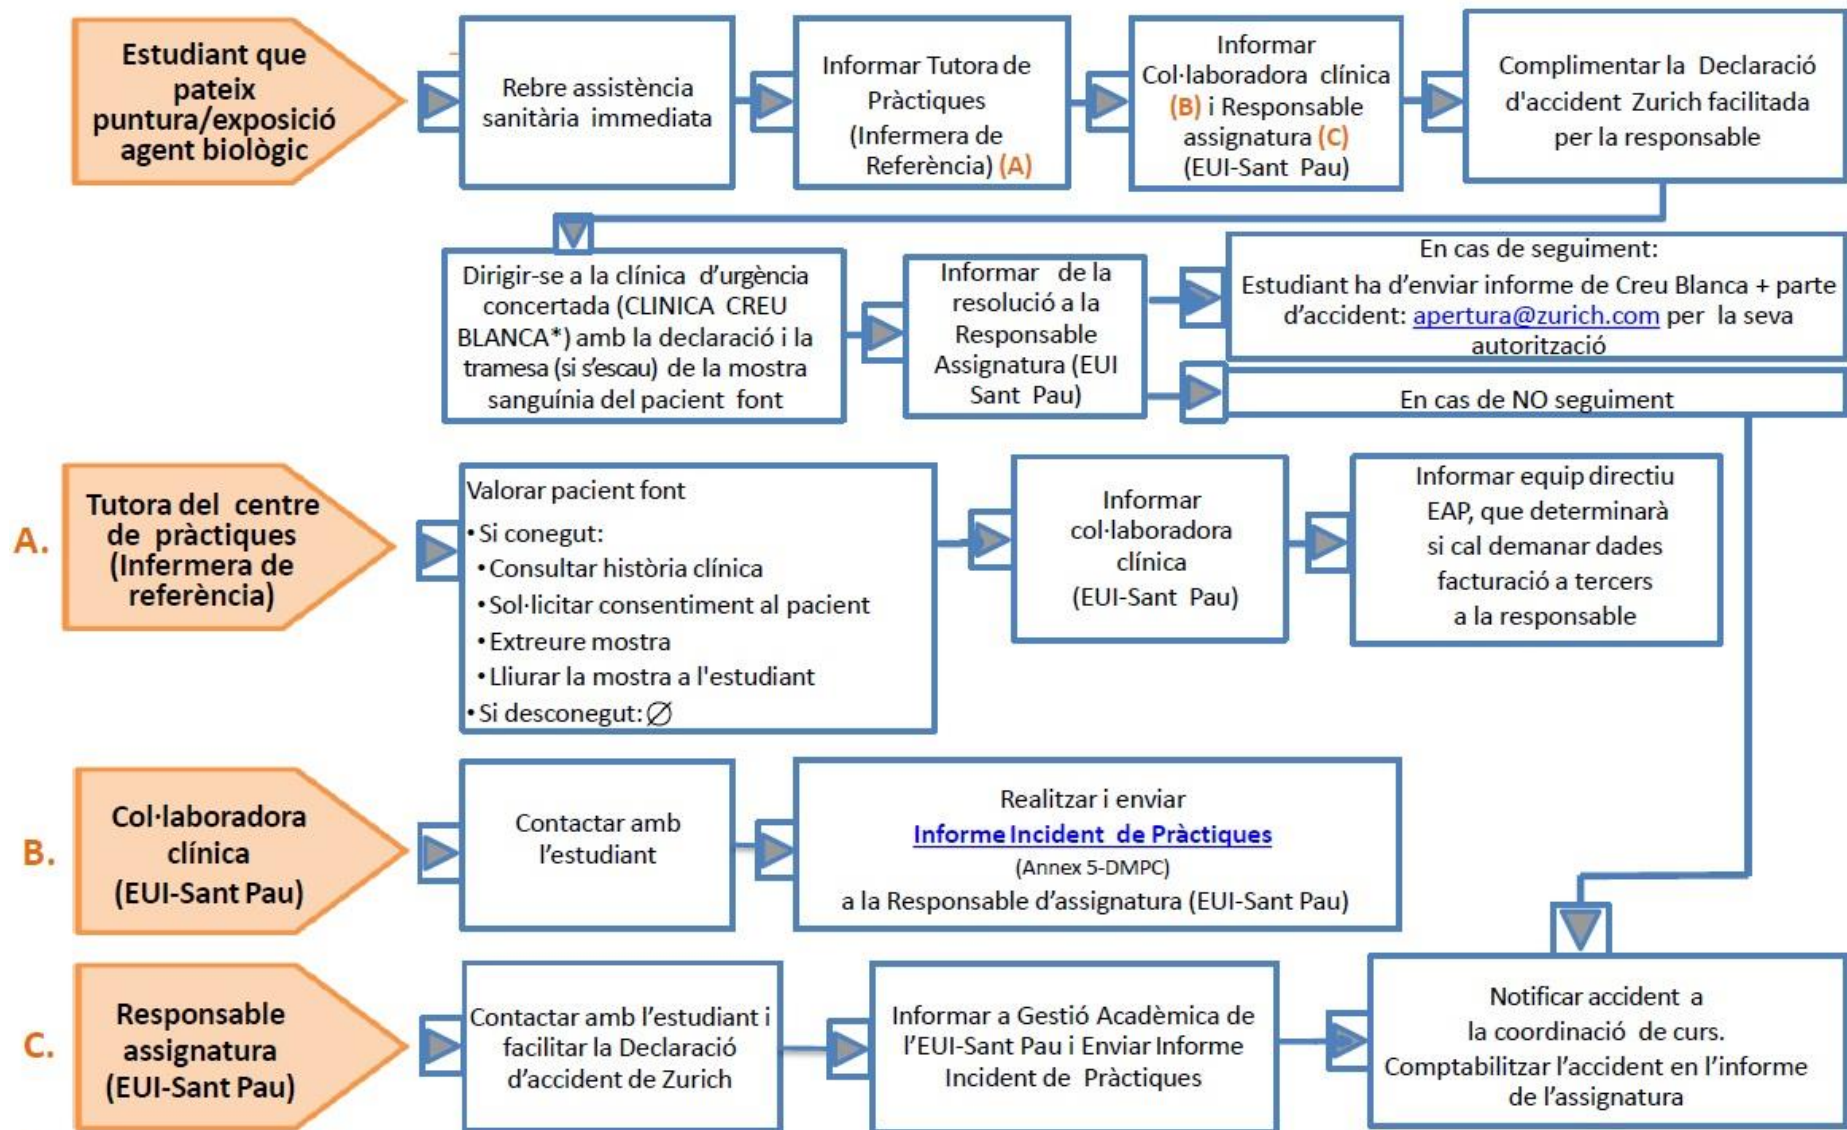 Estudiant que
pateix
puntura/exposició
agent biològic
Rebre assistència
sanitària immediata
Informar Tutora de
Pràctiques
(Infermera de
Referència) (A)
Informar
Col·laboradora clínica
(B) i Responsable
assignatura (C)
(EUI-Sant Pau)
Complimentar la Declaració
d'accident Zurich facilitada
per la responsable
Dirigir-se a la clínica d’urgència
concertada (CLINICA CREU
BLANCA*) amb la declaració i la
tramesa (si s’escau) de la mostra
sanguínia del pacient font
Informar de la
resolució a la
Responsable
Assignatura (EUI
Sant Pau)
En cas de seguiment:
Estudiant ha d’enviar informe de Creu Blanca + parte
d’accident: apertura@zurich.com per la seva
autorització
En cas de NO seguiment
A.
Tutora del centre
de pràctiques
(Infermera de
referència)
Valorar pacient font
• Si conegut:
• Consultar història clínica
• Sol·licitar consentiment al pacient
• Extreure mostra
• Lliurar la mostra a l'estudiant
• Si desconegut: ∅
Informar
col·laboradora
clínica
(EUI-Sant Pau)
Informar equip directiu
EAP, que determinarà
si cal demanar dades
facturació a tercers
a la responsable
B.
Col·laboradora
clínica
(EUI-Sant Pau)
Contactar amb
l’estudiant
Realitzar i enviar
Informe Incident de Pràctiques
(Annex 5-DMPC)
a la Responsable d’assignatura (EUI-Sant Pau)
C.
Responsable
assignatura
(EUI-Sant Pau)
Contactar amb l’estudiant i
facilitar la Declaració
d’accident de Zurich
Informar a Gestió Acadèmica de
l’EUI-Sant Pau i Enviar Informe
Incident de Pràctiques
Notificar accident a
la coordinació de curs.
Comptabilitzar l’accident en l’informe
de l’assignatura